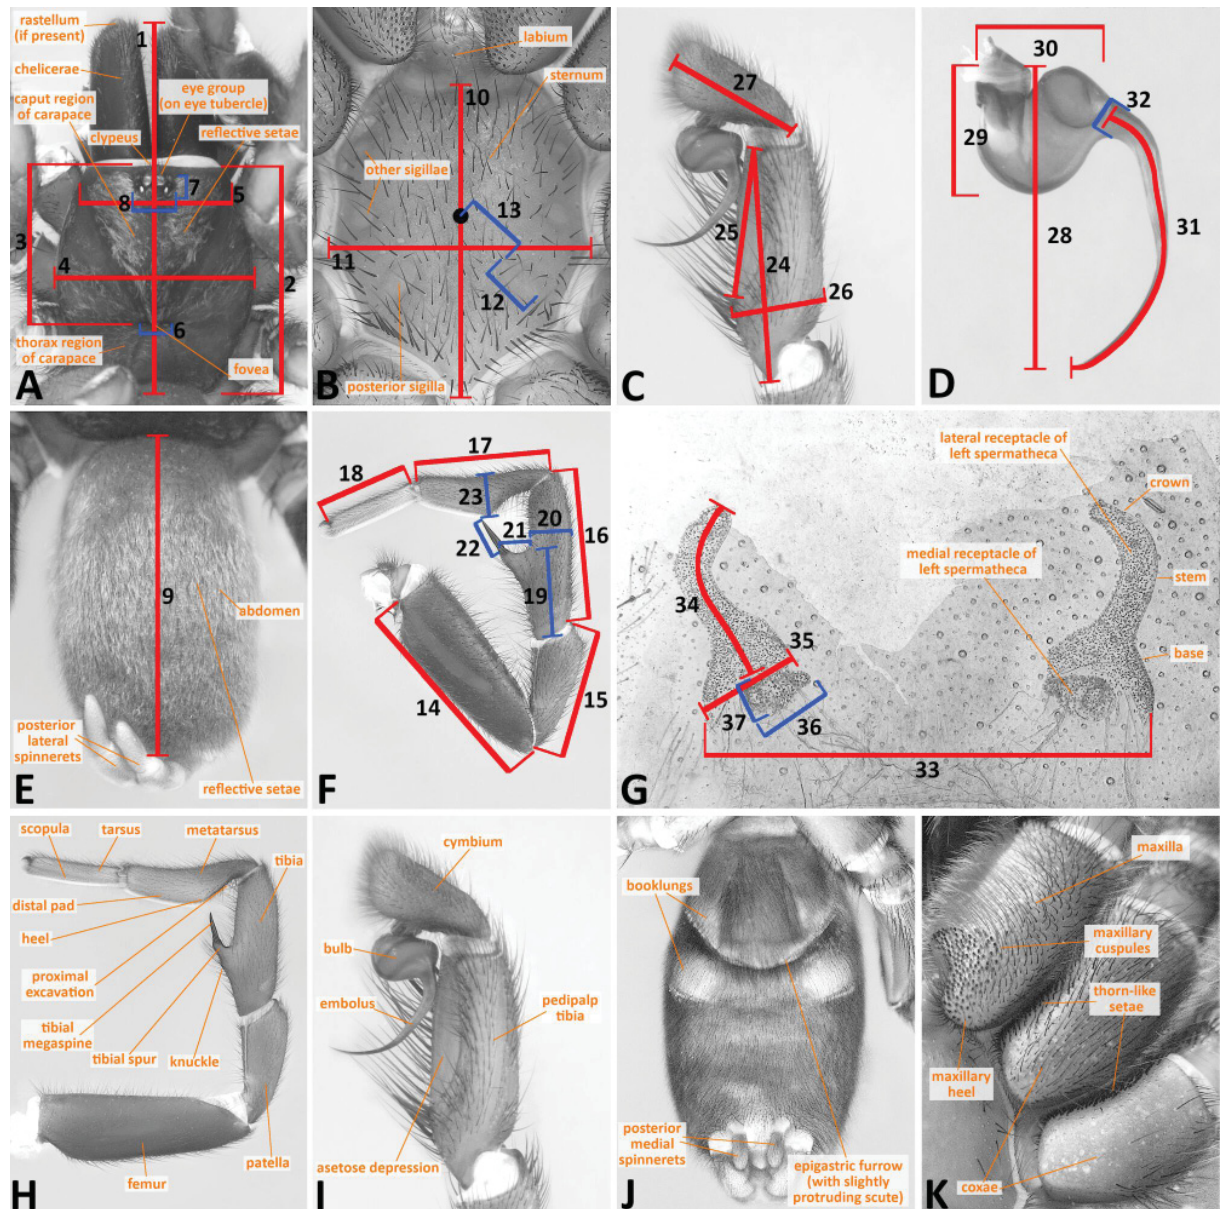 rastellum
(if present)
1
chelicerae
eye group
(on eye tubercle)
caput region
of carapace
reflective setae
clypeus
7
8
5
3
4
2
6
thorax region
of carapace
fovea
A
labium
sternum
10
other sigillae
13
11
12
posterior sigilla
B
27
25
24
26
C
30
32
29
31
28
D
9
abdomen
posterior
lateral
spinnerets
reflective setae
E
17
18
23
20
21
22
16
19
14
15
F
lateral receptacle of
left spermatheca
crown
medial receptacle of
left spermatheca
stem
34
35
base
37
36
33
G
scopula
tarsus
metatarsus
tibia
distal pad
heel
proximal
excavation
tibial
megaspine
tibial spur
knuckle
femur
patella
H
cymbium
bulb
embolus
pedipalp
tibia
asetose depression
I
booklungs
posterior
medial
spinnerets
epigastric furrow
(with slightly
protruding scute)
J
maxilla
maxillary
cuspules
thorn-like
setae
maxillary
heel
coxae
K